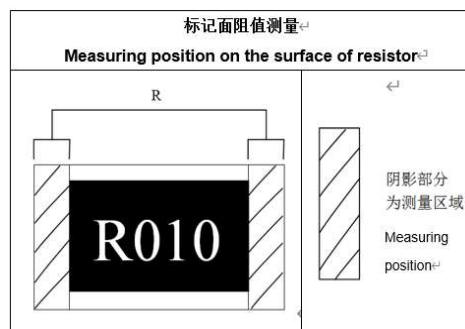 标记面阻值测量↵
Measuring position on the surface of resistor↵
R
R010
↵
阴影部分
为测量区域
Measuring
position↵